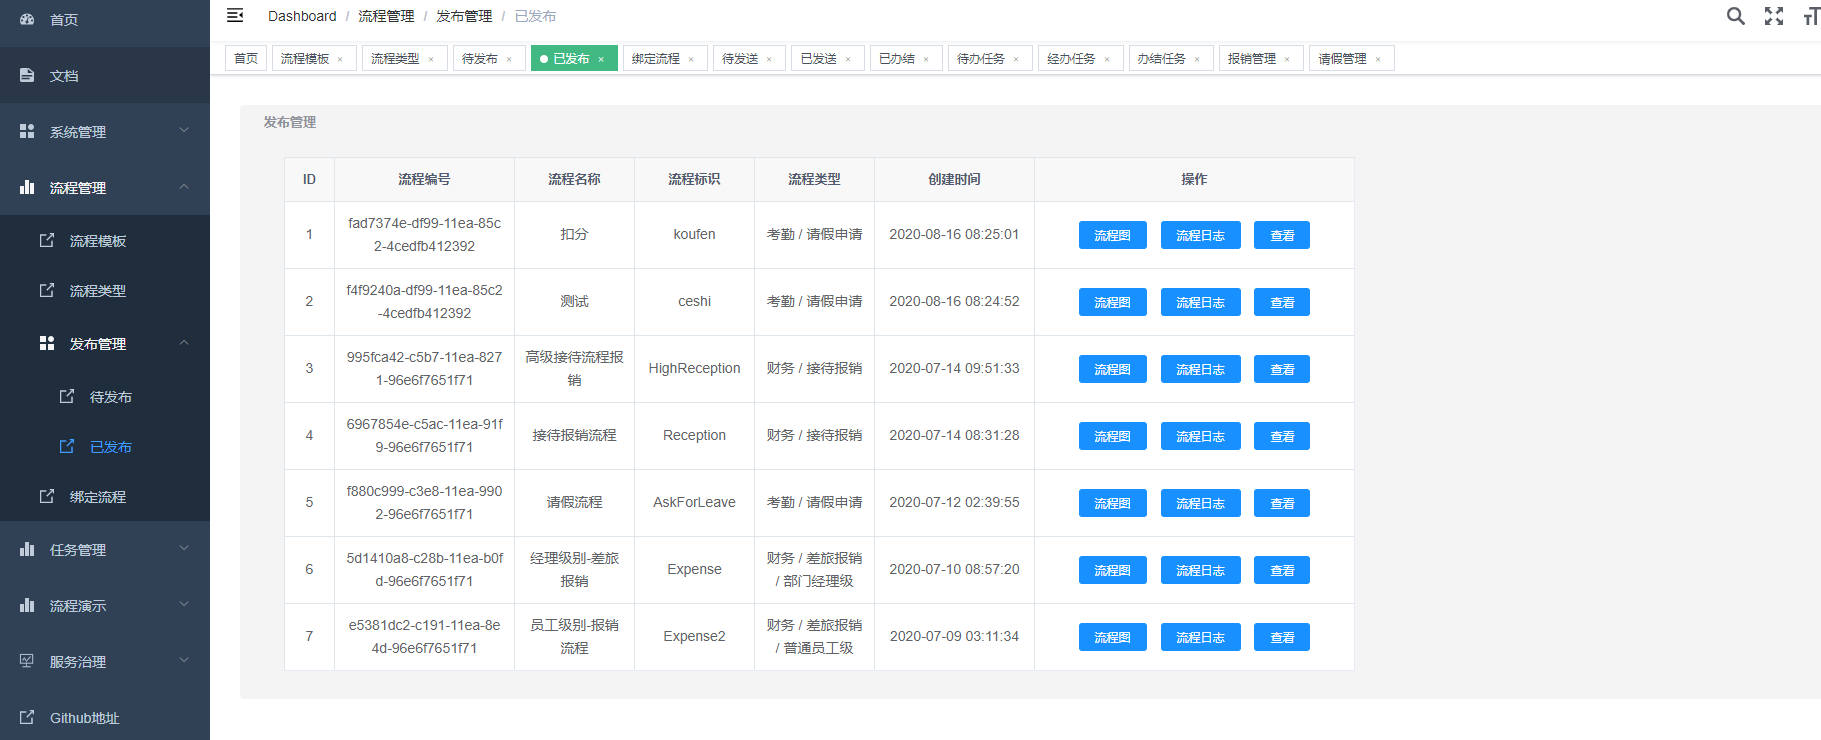 首页
文档
系统管理
流程管理
流程模板
流程类型
发布管理
待发布
已发布
绑定流程
任务管理
流程演示
服务治理
Github地址
Dashboard / 流程管理 / 发布管理 / 已发布
首页 流程模板 × 流程类型 × 待发布 × 已发布 × 绑定流程 × 待发送 × 已发送 × 已办结 × 待办任务 × 经办任务 × 办结任务 × 报销管理 × 请假管理 ×
发布管理
ID 流程编号 流程名称 流程标识 流程类型 创建时间 操作
1 fad7374e-df99-11ea-85c 扣分 koufen 考勤 / 请假申请 2020-08-16 08:25:01 流程图 流程日志 查看
2-4cedfb412392
2 f4f9240a-df99-11ea-85c2 测试 ceshi 考勤 / 请假申请 2020-08-16 08:24:52 流程图 流程日志 查看
-4cedfb412392
3 995fca42-c5b7-11ea-827 高级接待流程报 HighReception 财务 / 接待报销 2020-07-14 09:51:33 流程图 流程日志 查看
1-96e6f7651f71 销
4 6967854e-c5ac-11ea-91f 接待报销流程 Reception 财务 / 接待报销 2020-07-14 08:31:28 流程图 流程日志 查看
9-96e6f7651f71
5 f880c999-c3e8-11ea-990 请假流程 AskForLeave 考勤 / 请假申请 2020-07-12 02:39:55 流程图 流程日志 查看
2-96e6f7651f71
6 5d1410a8-c28b-11ea-b0f 经理级别-差旅 Expense 财务 / 差旅报销 2020-07-10 08:57:20 流程图 流程日志 查看
d-96e6f7651f71 报销 / 部门经理级
7 e5381dc2-c191-11ea-8e 员工级别-报销 Expense2 财务 / 差旅报销 2020-07-09 03:11:34 流程图 流程日志 查看
4d-96e6f7651f71 流程 / 普通员工级